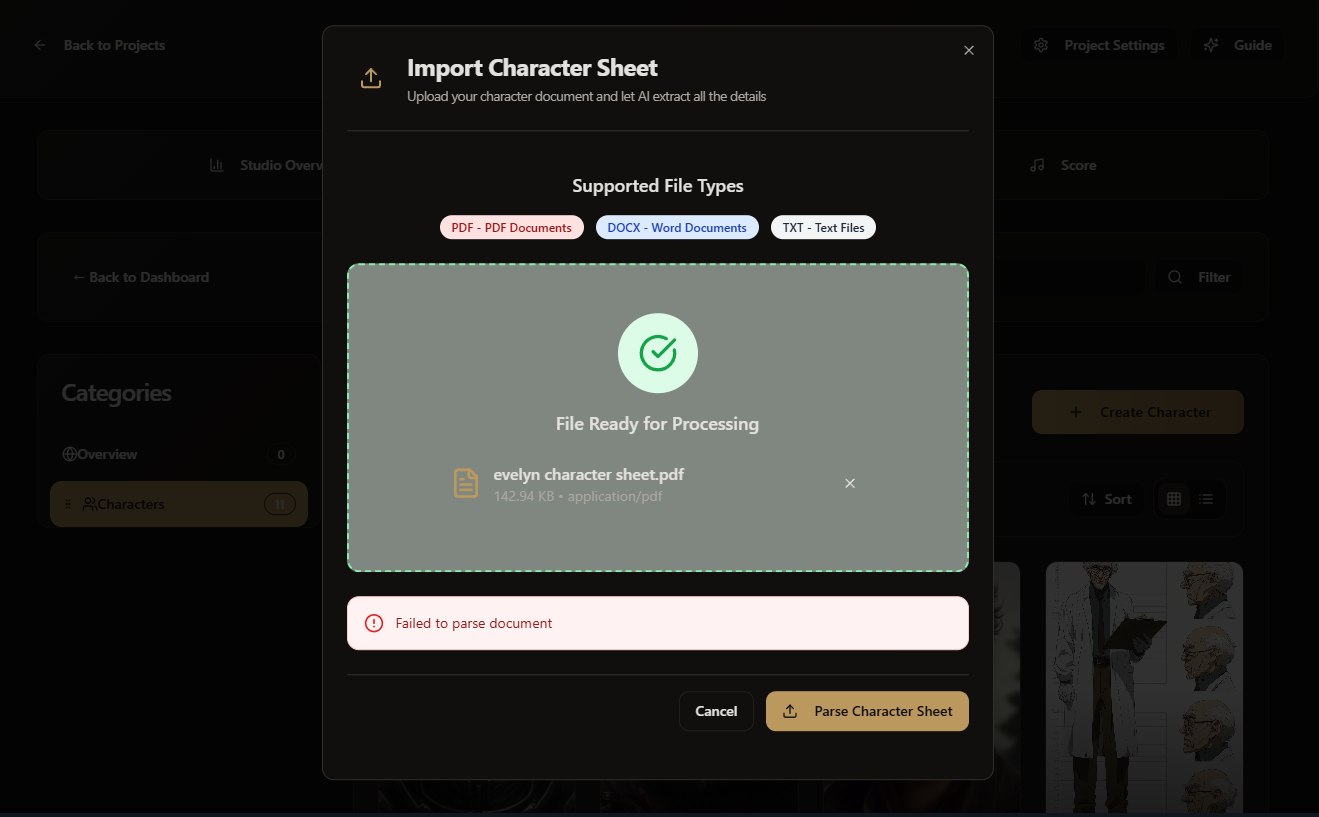 Back to Projects
Project Settings
Guide
Import Character Sheet
Upload your character document and let AI extract all the details
Studio Overv
Score
Supported File Types
PDF - PDF Documents
DOCX - Word Documents
TXT - Text Files
← Back to Dashboard
Filter
File Ready for Processing
evelyn character sheet.pdf
142.94 KB • application/pdf
Categories
Overview
0
Characters
11
Create Character
Sort
Failed to parse document
Cancel
Parse Character Sheet